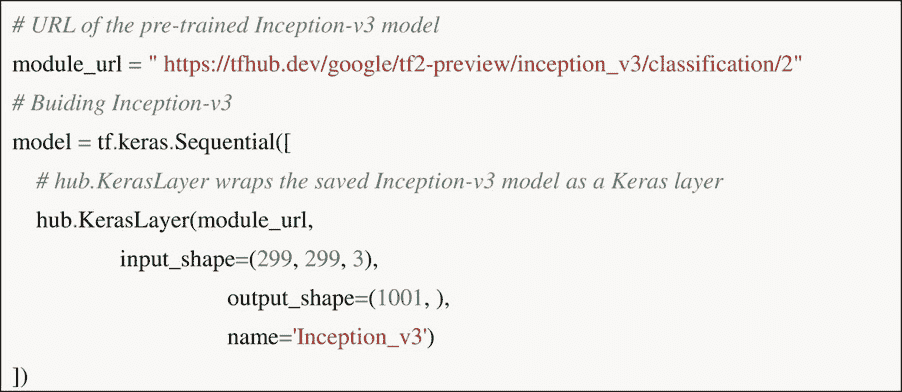 # URL of the pre-trained Inception-v3 model
module_url = " https://tfhub.dev/google/tf2-preview/inception_v3/classification/2"
# Buiding Inception-v3
model = tf.keras.Sequential([
# hub.KerasLayer wraps the saved Inception-v3 model as a Keras layer
hub.KerasLayer(module_url,
input_shape=(299, 299, 3),
output_shape=(1001, ),
name='Inception_v3')
])